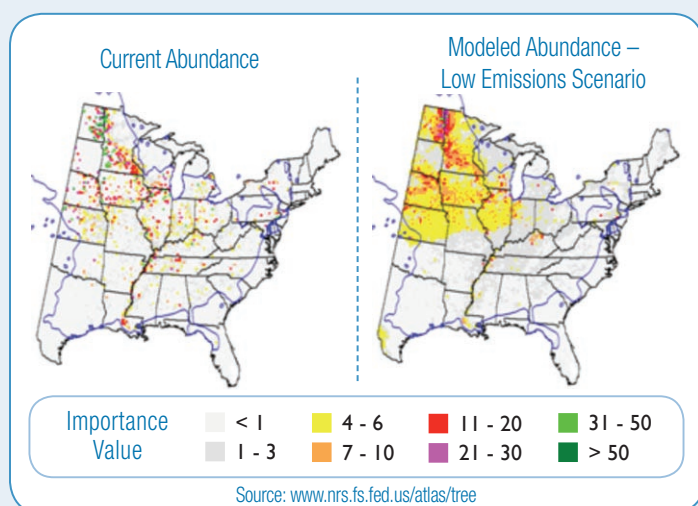 Current Abundance
Modeled Abundance –
Low Emissions Scenario
Importance
Value
< 1
4 - 6
11 - 20
31 - 50
1 - 3
7 - 10
21 - 30
> 50
Source: www.nrs.fs.fed.us/atlas/tree